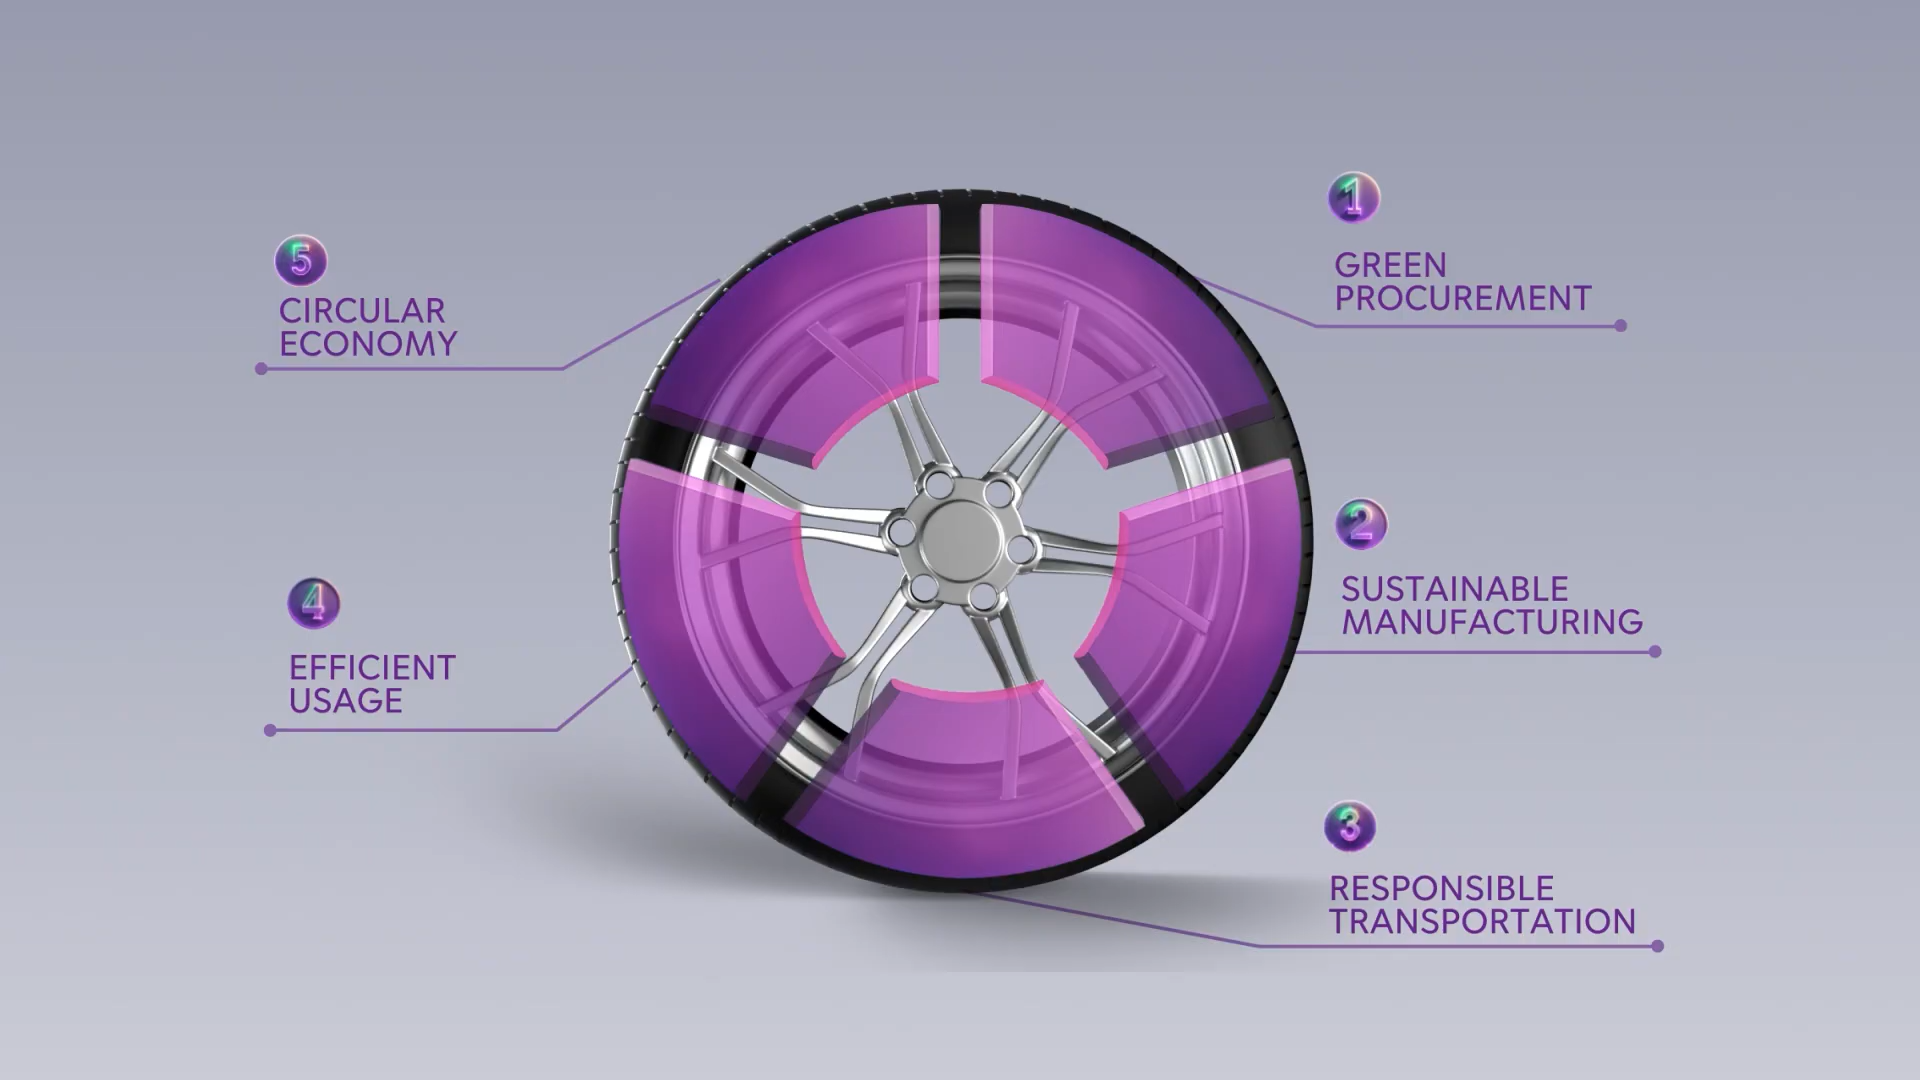 1
GREEN
PROCUREMENT
2
SUSTAINABLE
MANUFACTURING
3
RESPONSIBLE
TRANSPORTATION
4
EFFICIENT
USAGE
5
CIRCULAR
ECONOMY